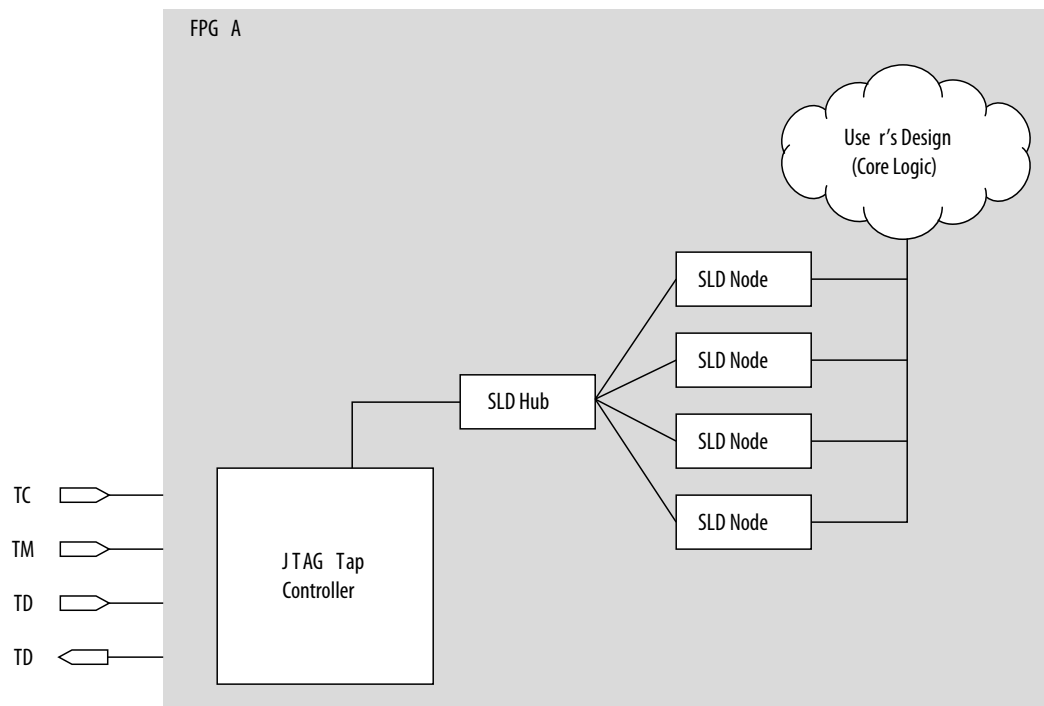 FPG A
Use r's Design
(Core Logic)
SLD Node
SLD Node
SLD Hub
SLD Node
SLD Node
TC
TM
JTAG Tap
Controller
TD
TD